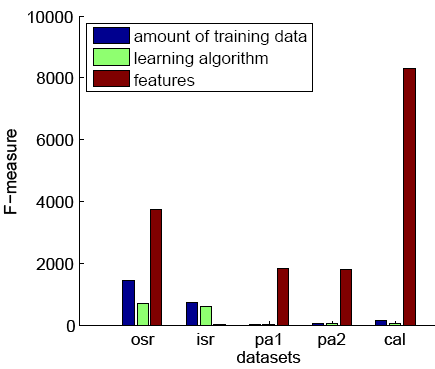 10000
8000
6000
4000
2000
0
F-measure
amount of training data
learning algorithm
features
osr isr pa1 pa2 cal
datasets